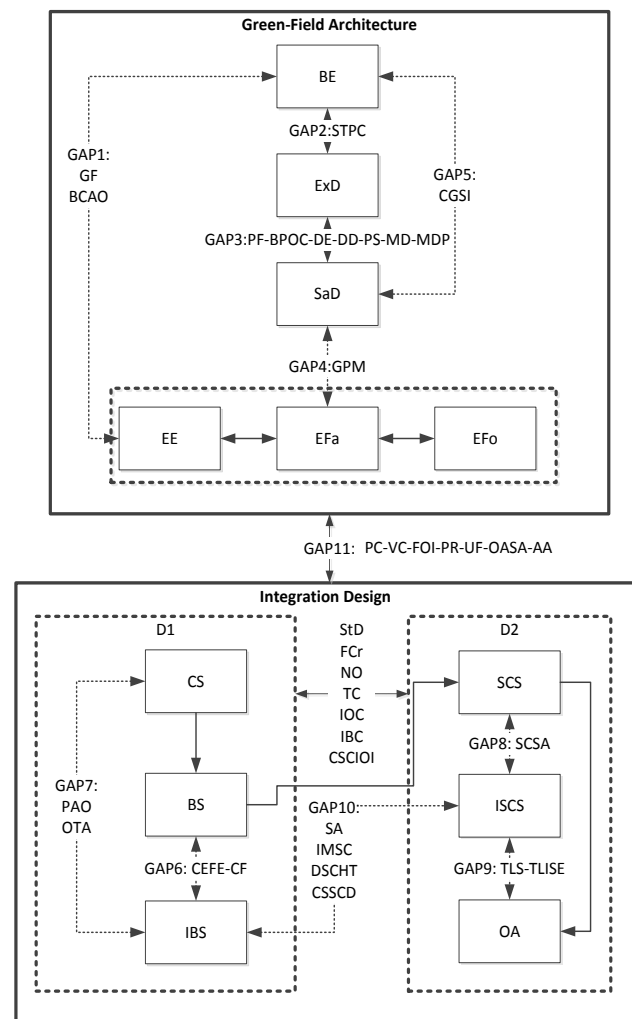 Green-Field Architecture
BE
GAP1:
GF
BCAO
GAP2:STPC
GAP5:
CGSI
ExD
GAP3:PF-BPOC-DE-DD-PS-MD-MDP
SaD
GAP4:GPM
EE
EFa
EFo
GAP11: PC-VC-FOI-PR-UF-OASA-AA
Integration Design
D1
StD
FCr
NO
TC
IOC
IBC
CSCIOI
D2
CS
SCS
GAP7:
PAO
OTA
GAP8: SCSA
BS
GAP10:
SA
IMSC
DSCHT
CSSCD
ISCS
GAP6: CEFE-CF
GAP9: TLS-TLISE
IBS
OA